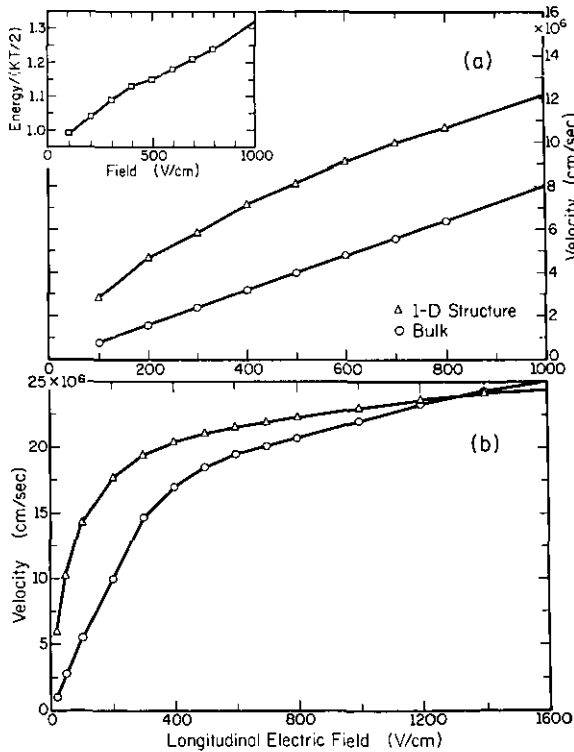 1.3
1.2
1.1
1.0
Energy/(KT/2)
0 500 1000
Field (V/cm)
(a)
16
×10⁶
14
12
10
8
6
4
2
0
Velocity (cm/sec)
△ 1-D Structure
○ Bulk
0 200 400 600 800 1000
25×10⁶
20
15
10
5
0
Velocity (cm/sec)
(b)
0 400 800 1200 1600
Longitudinal Electric Field (V/cm)